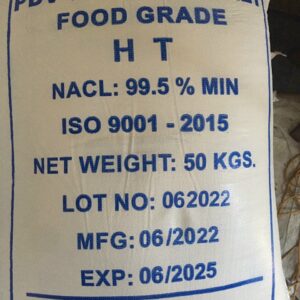 FOOD GRADE
H T
NACL: 99.5 % MIN
ISO 9001 - 2015
NET WEIGHT: 50 KGS.
LOT NO: 062022
MFG: 06/2022
EXP: 06/2025